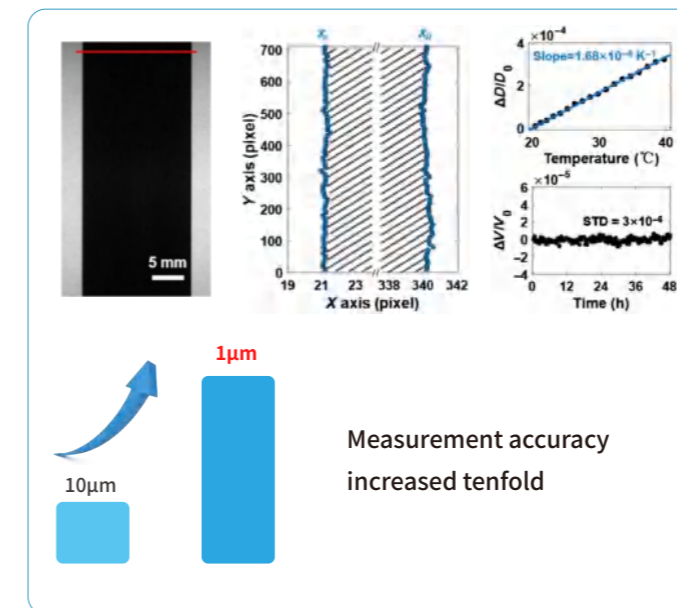 5 mm
x_c
x_d
700
600
500
400
300
200
100
0
Y axis (pixel)
19 21 23 338 340 342
X axis (pixel)
×10⁻⁴
4
2
0
ΔD/D₀
Slope=1.68×10⁻⁵ K⁻¹
20 30 40
Temperature (℃)
×10⁻⁵
6
4
2
0
−2
−4
ΔV/V₀
STD = 3×10⁻⁶
0 12 24 36 48
Time (h)
1μm
10μm
Measurement accuracy
increased tenfold